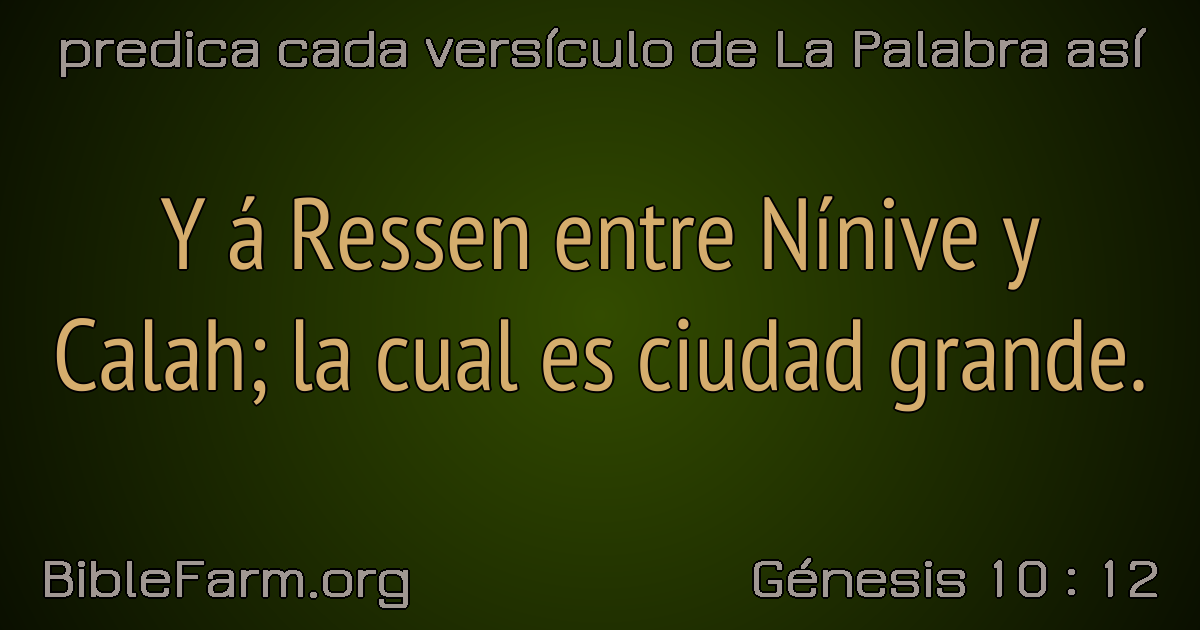 predica cada versículo de La Palabra así
Y á Ressen entre Nínive y
Calah; la cual es ciudad grande.
BibleFarm.org
Génesis 10 : 12